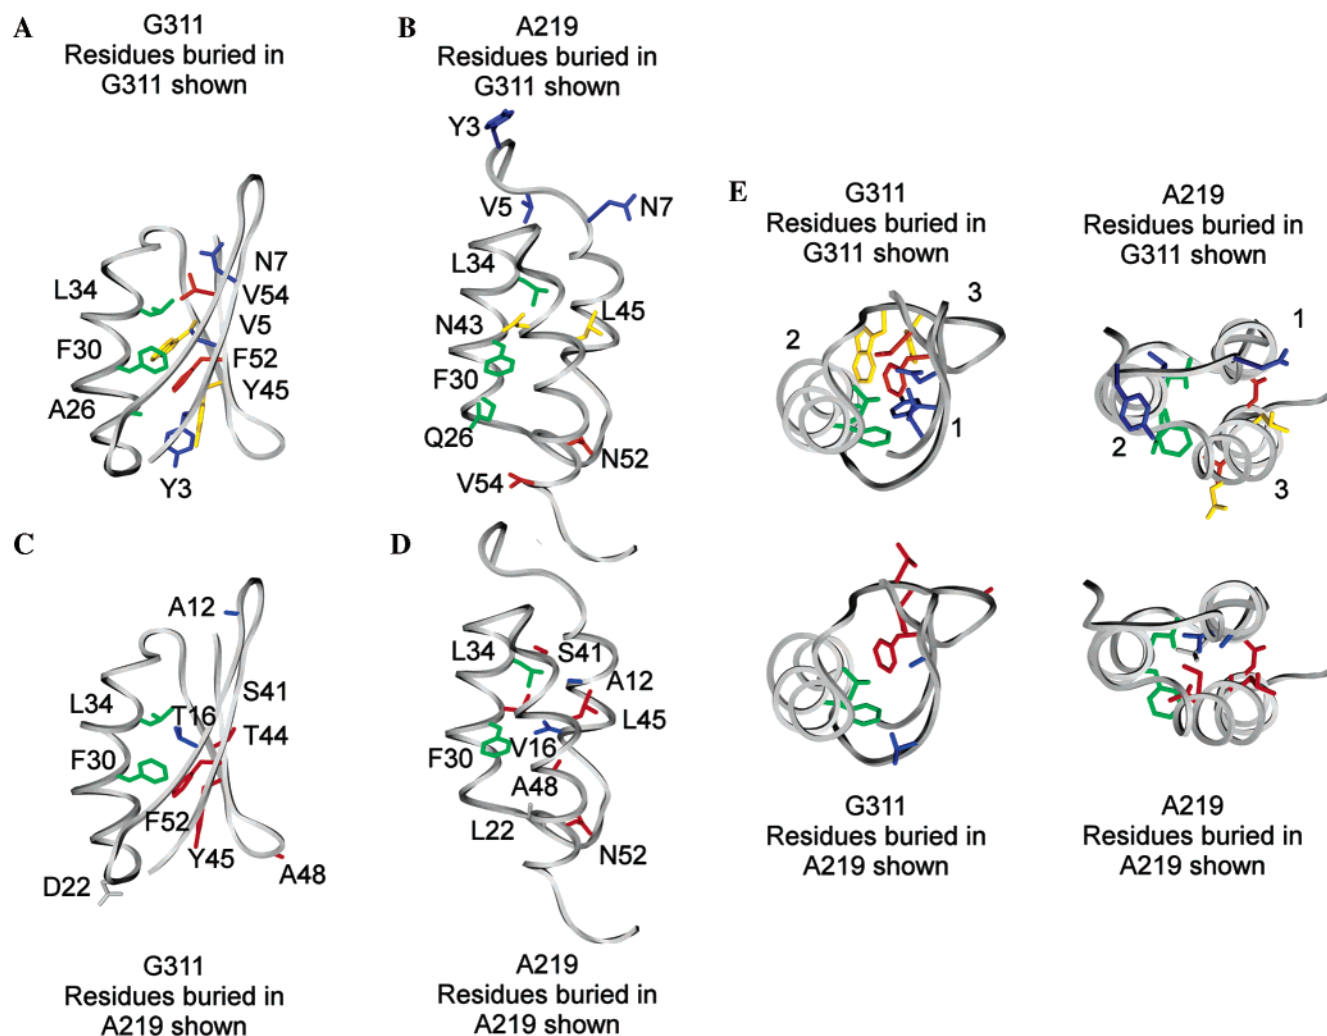 A
G311
Residues buried in
G311 shown
L34
F30
A26
N7
V54
V5
F52
Y45
Y3
B
A219
Residues buried in
G311 shown
Y3
V5
N7
L34
L45
N43
F30
Q26
N52
V54
C
A12
L34
S41
T16
T44
F30
F52
Y45
A48
D22
G311
Residues buried in
A219 shown
D
L34
S41
A12
L45
F30
V16
A48
L22
N52
A219
Residues buried in
A219 shown
E
G311
Residues buried in
G311 shown
3
2
1
A219
Residues buried in
G311 shown
1
2
3
G311
Residues buried in
A219 shown
A219
Residues buried in
A219 shown